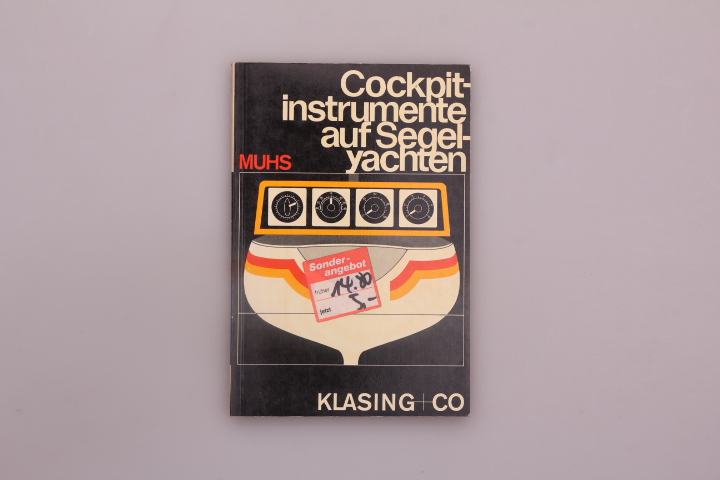 Cockpit-
instrumente
auf Segel-
yachten
MUHS
Sonder-
angebot
früher 14.80
jetzt 5,-
KLASING + CO